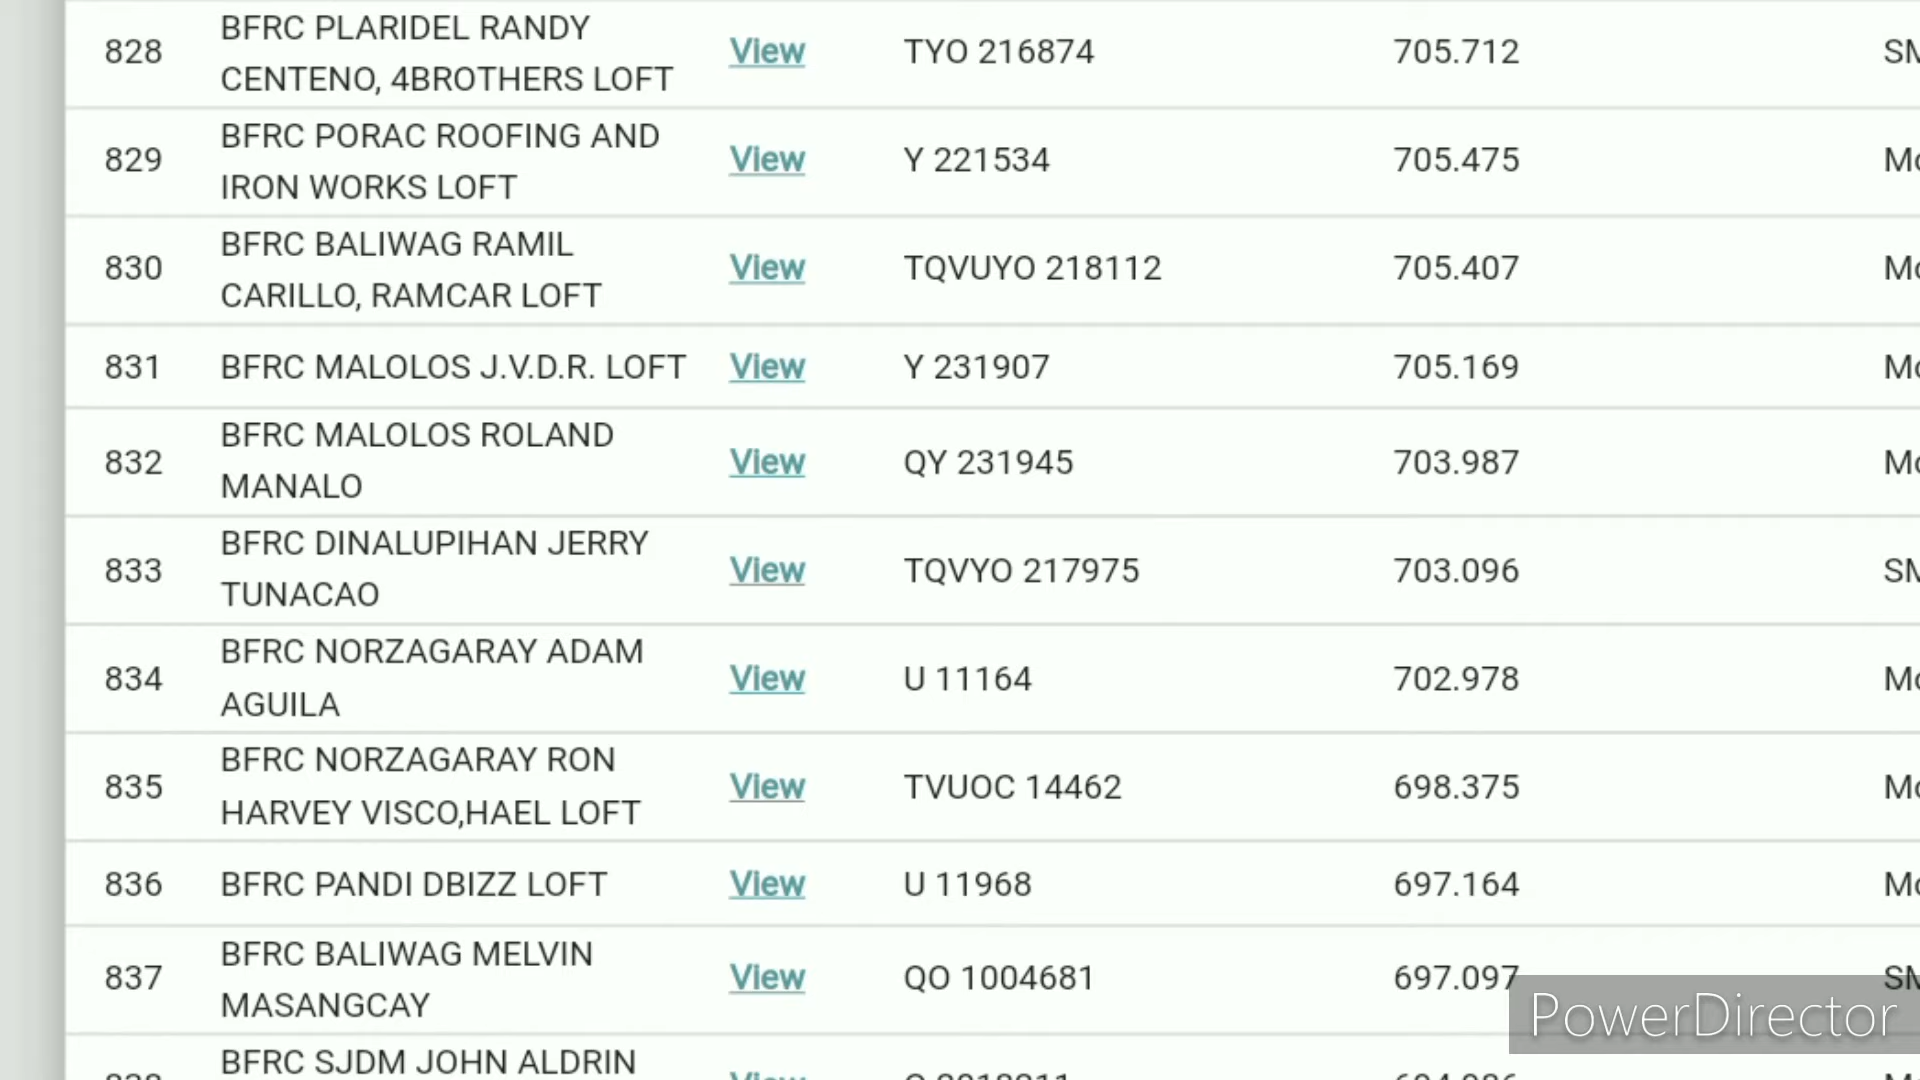 828 BFRC PLARIDEL RANDY CENTENO, 4BROTHERS LOFT View TYO 216874 705.712 SM
829 BFRC PORAC ROOFING AND IRON WORKS LOFT View Y 221534 705.475 Mo
830 BFRC BALIWAG RAMIL CARILLO, RAMCAR LOFT View TQVUYO 218112 705.407 Mo
831 BFRC MALOLOS J.V.D.R. LOFT View Y 231907 705.169 Mo
832 BFRC MALOLOS ROLAND MANALO View QY 231945 703.987 Mo
833 BFRC DINALUPIHAN JERRY TUNACAO View TQVYO 217975 703.096 SM
834 BFRC NORZAGARAY ADAM AGUILA View U 11164 702.978 Mo
835 BFRC NORZAGARAY RON HARVEY VISCO,HAEL LOFT View TVUOC 14462 698.375 Mo
836 BFRC PANDI DBIZZ LOFT View U 11968 697.164 Mo
837 BFRC BALIWAG MELVIN MASANGCAY View QO 1004681 697.097 SM
BFRC SJDM JOHN ALDRIN View
PowerDirector